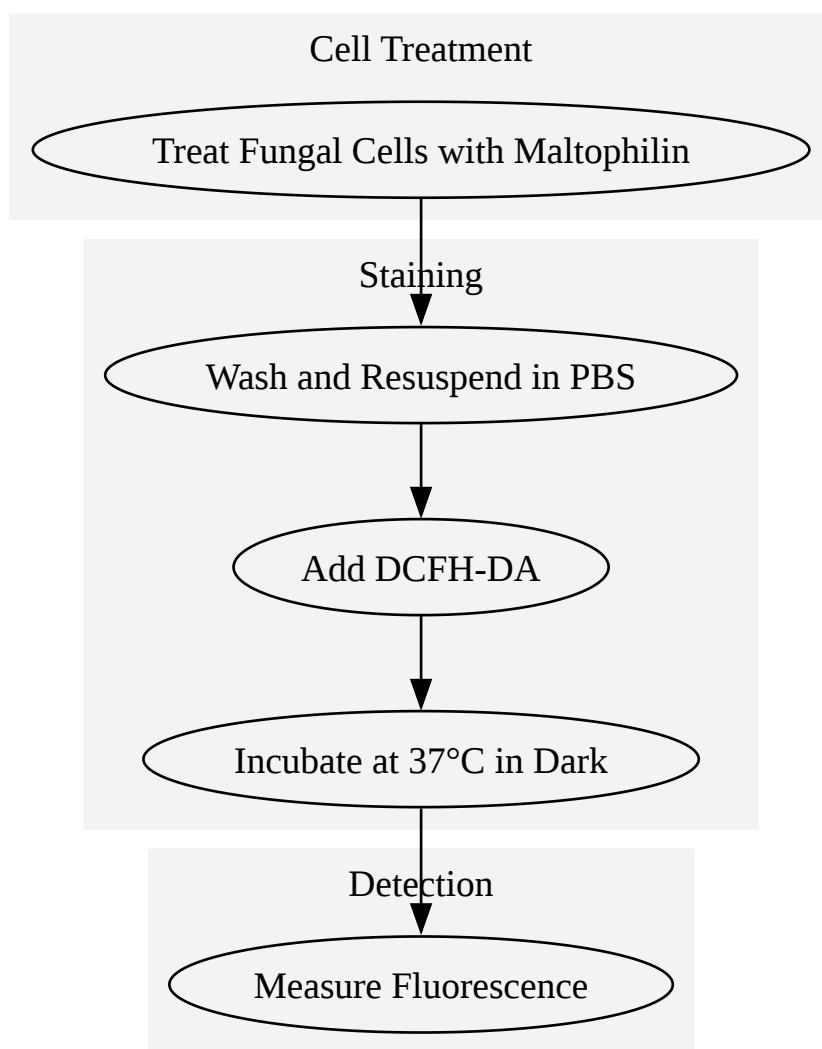 Cell Treatment
Treat Fungal Cells with Maltophilin
Staining
Wash and Resuspend in PBS
Add DCFH-DA
Incubate at 37°C in Dark
Detection
Measure Fluorescence